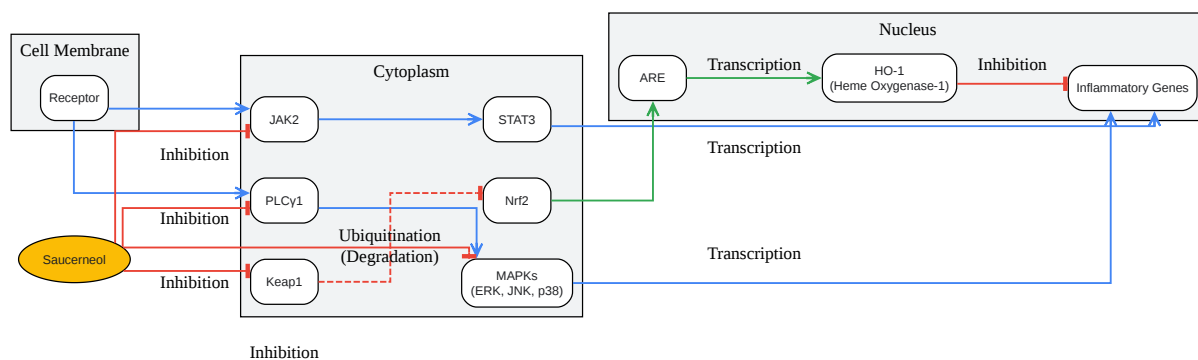 Nucleus
Cell Membrane
Cytoplasm
Transcription
HO-1
(Heme Oxygenase-1)
Inhibition
ARE
Inflammatory Genes
Receptor
JAK2
STAT3
Inhibition
Transcription
PLCγ1
Nrf2
Inhibition
Ubiquitination
(Degradation)
Saucerneol
Transcription
Keap1
MAPKs
(ERK, JNK, p38)
Inhibition
Inhibition